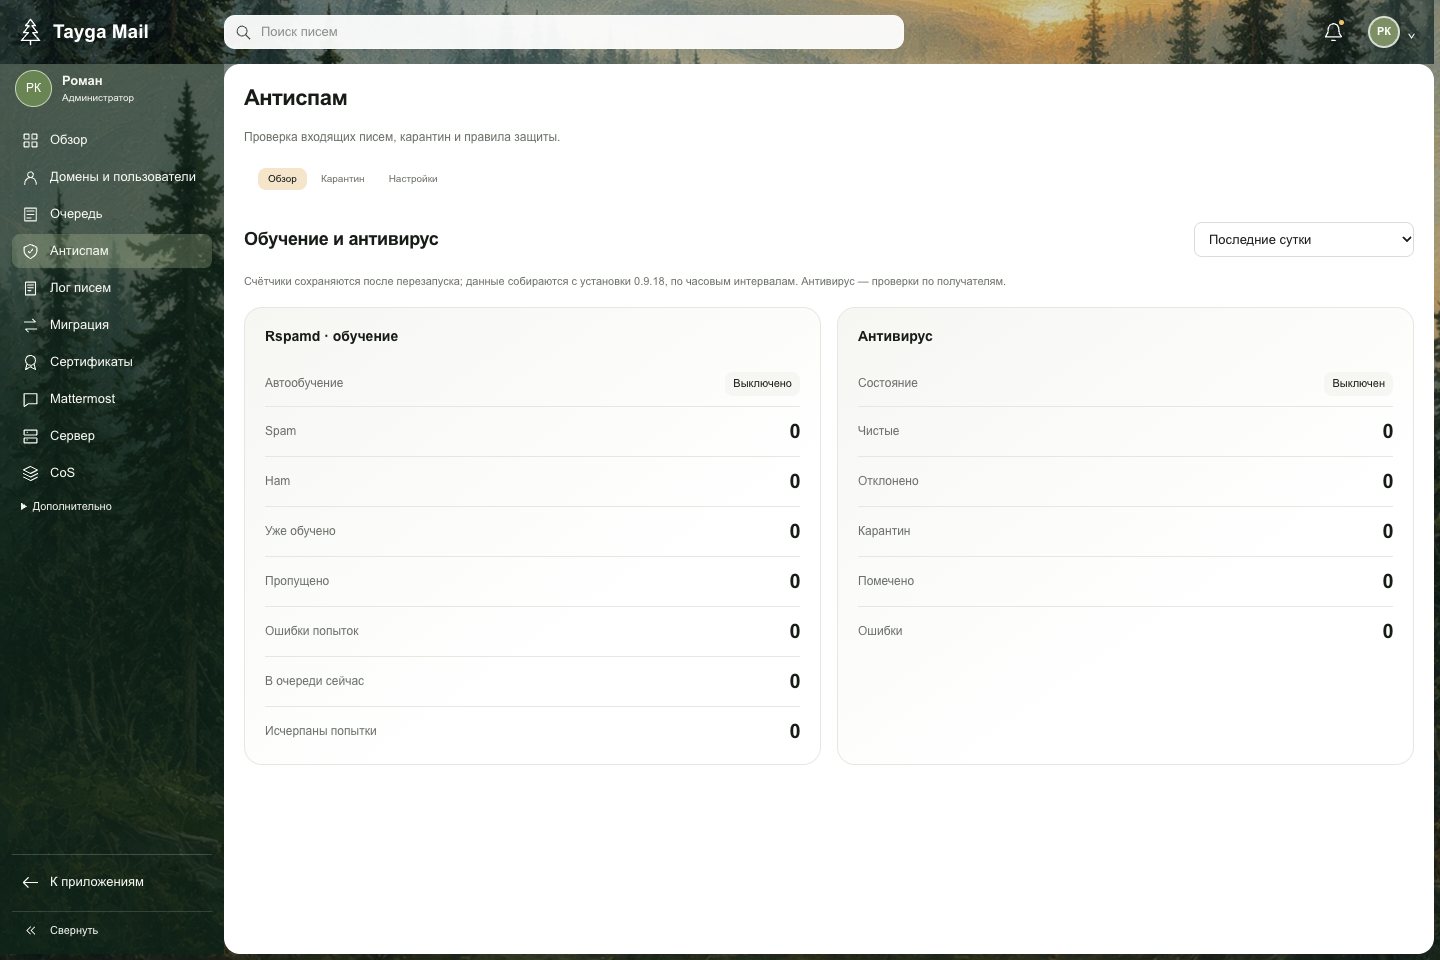 Tayga Mail
Поиск писем
РК
РК
Роман
Администратор
Обзор
Домены и пользователи
Очередь
Антиспам
Лог писем
Миграция
Сертификаты
Mattermost
Сервер
CoS
Дополнительно
К приложениям
Свернуть
Антиспам
Проверка входящих писем, карантин и правила защиты.
Обзор Карантин Настройки
Обучение и антивирус
Последние сутки
Счётчики сохраняются после перезапуска; данные собираются с установки 0.9.18, по часовым интервалам. Антивирус — проверки по получателям.
Rspamd · обучение
Автообучение Выключено
Spam 0
Ham 0
Уже обучено 0
Пропущено 0
Ошибки попыток 0
В очереди сейчас 0
Исчерпаны попытки 0
Антивирус
Состояние Выключен
Чистые 0
Отклонено 0
Карантин 0
Помечено 0
Ошибки 0